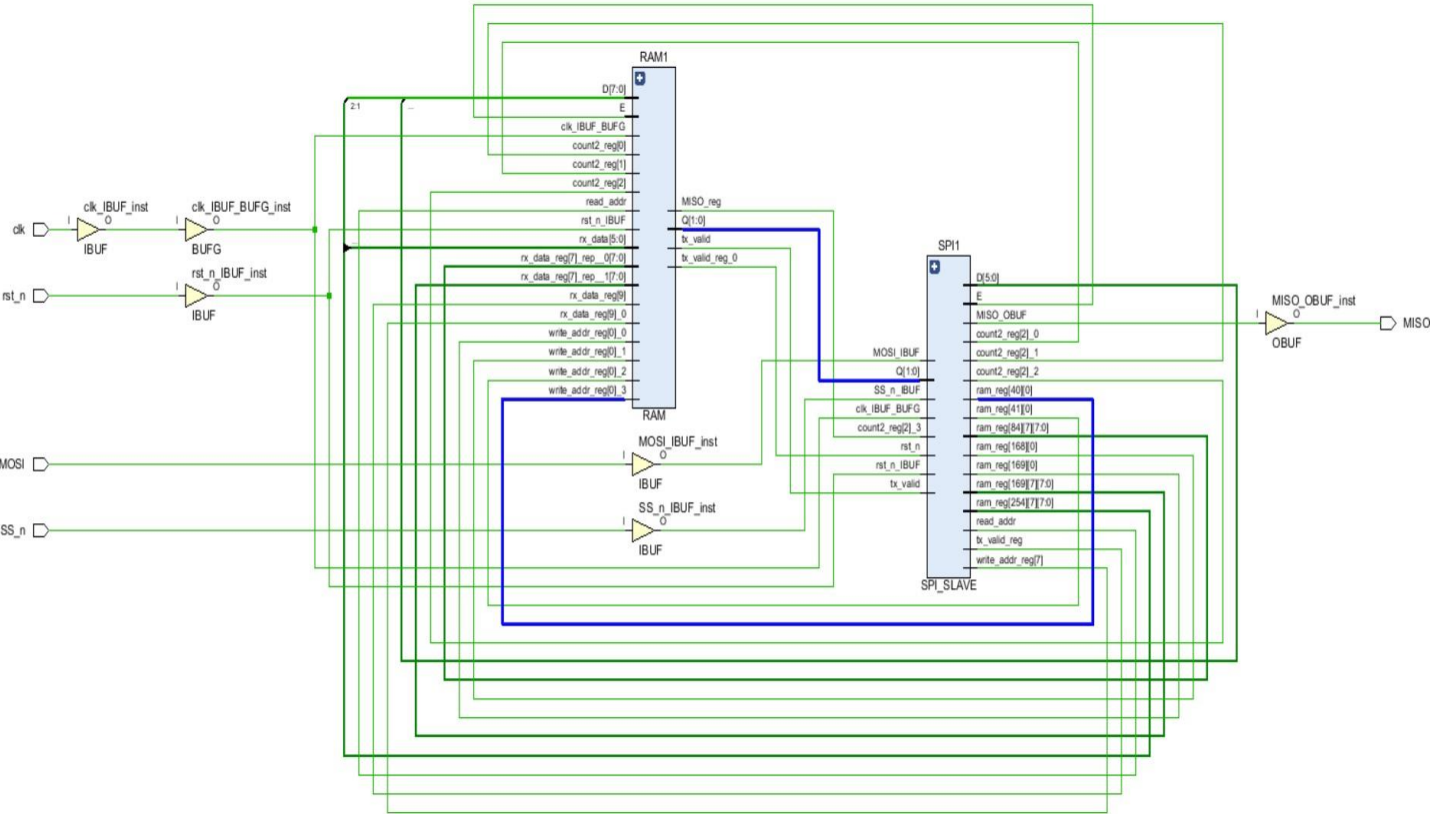 RAM1
D[7:0]
2:1
...
E
clk_IBUF_BUFG
count2_reg[0]
count2_reg[1]
count2_reg[2]
read_addr
rst_n_IBUF
rx_data[5:0]
rx_data_reg[7]_rep__0[7:0]
rx_data_reg[7]_rep__1[7:0]
rx_data_reg[9]
rx_data_reg[9]_0
write_addr_reg[0]_0
write_addr_reg[0]_1
write_addr_reg[0]_2
write_addr_reg[0]_3
MISO_reg
Q[1:0]
tx_valid
tx_valid_reg_0
RAM
clk
clk_IBUF_inst
I
O
IBUF
clk_IBUF_BUFG_inst
I
O
BUFG
rst_n
rst_n_IBUF_inst
I
O
IBUF
MOSI
MOSI_IBUF_inst
I
O
IBUF
SS_n
SS_n_IBUF_inst
I
O
IBUF
SPI1
MOSI_IBUF
Q[1:0]
SS_n_IBUF
clk_IBUF_BUFG
count2_reg[2]_3
rst_n
rst_n_IBUF
tx_valid
D[5:0]
E
MISO_OBUF
count2_reg[2]_0
count2_reg[2]_1
count2_reg[2]_2
ram_reg[40][0]
ram_reg[41][0]
ram_reg[84][7][7:0]
ram_reg[168][0]
ram_reg[169][0]
ram_reg[169][7][7:0]
ram_reg[254][7][7:0]
read_addr
tx_valid_reg
write_addr_reg[7]
SPI_SLAVE
MISO_OBUF_inst
I
O
OBUF
MISO